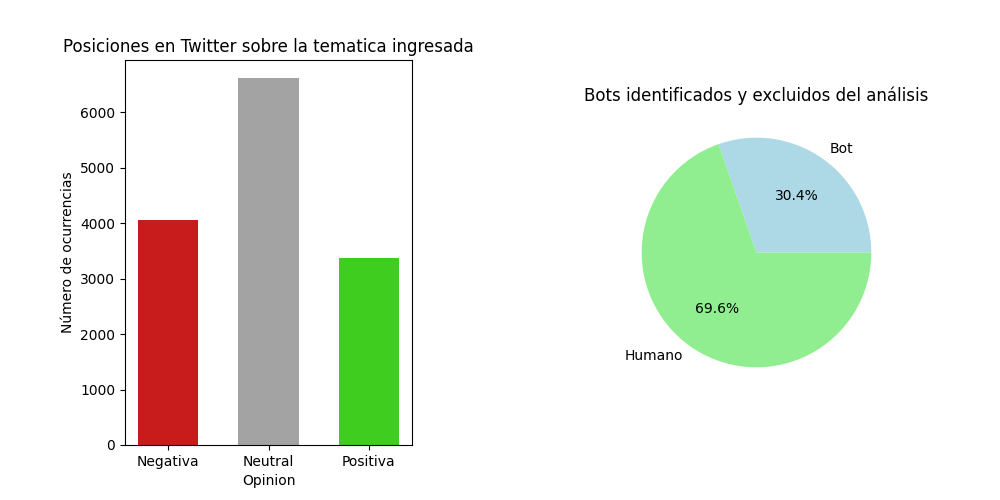 Posiciones en Twitter sobre la tematica ingresada
Número de ocurrencias
6000
5000
4000
3000
2000
1000
0
Negativa
Neutral
Positiva
Opinion
Bots identificados y excluidos del análisis
Bot
30.4%
69.6%
Humano